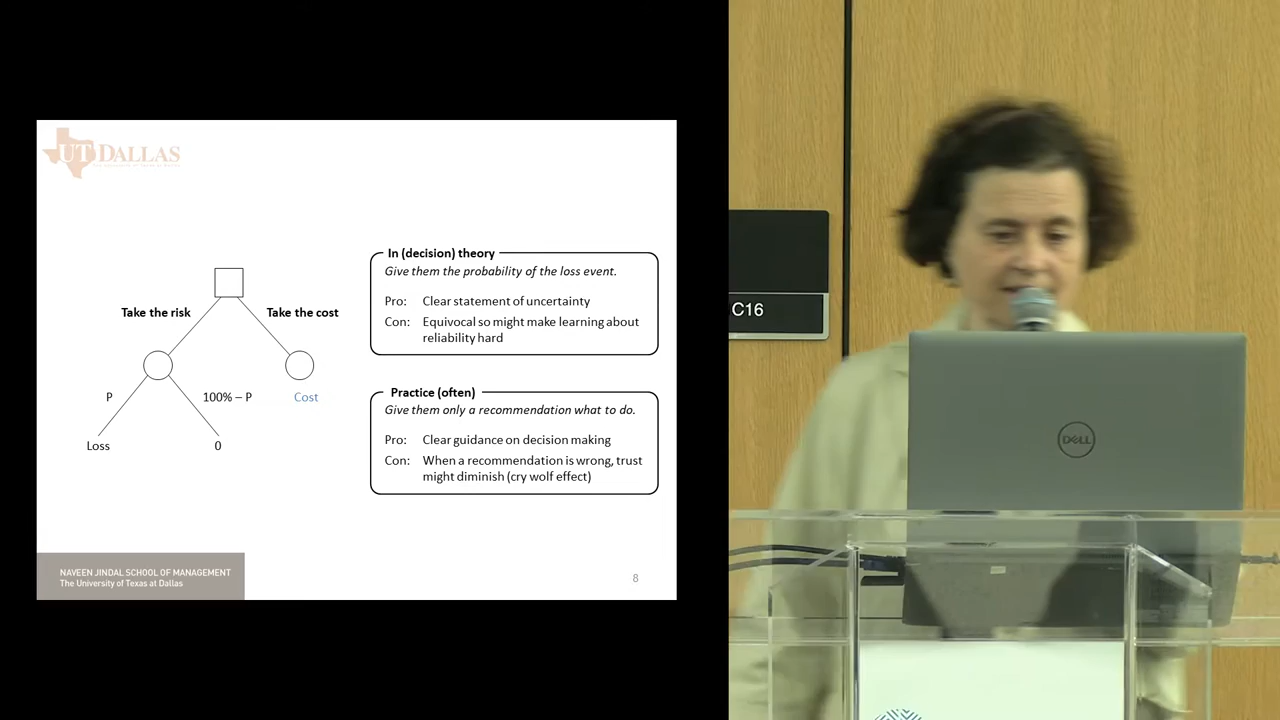 UT DALLAS
In (decision) theory
Give them the probability of the loss event.
Pro: Clear statement of uncertainty
Con: Equivocal so might make learning about
reliability hard
Take the risk
Take the cost
P
100% – P
Cost
Loss
0
Practice (often)
Give them only a recommendation what to do.
Pro: Clear guidance on decision making
Con: When a recommendation is wrong, trust
might diminish (cry wolf effect)
NAVEEN JINDAL SCHOOL OF MANAGEMENT
The University of Texas at Dallas
8
C16
DELL